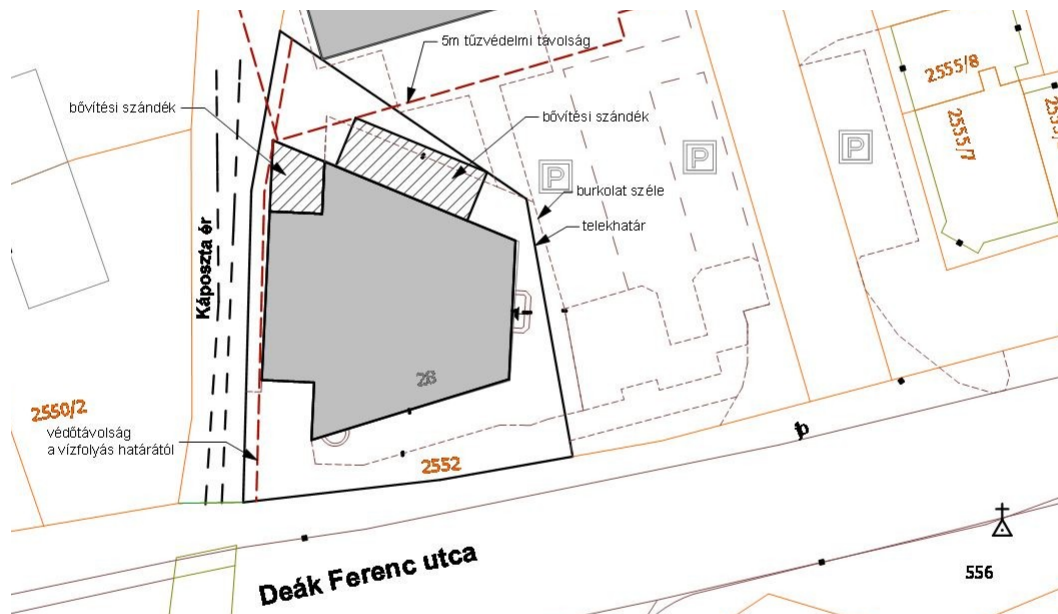 5m tűzvédelmi távolság
bővítési szándék
bővítési szándék
P
P
P
2555/8
2555/7
burkolat széle
telekhatár
Káposzta ér
2550/2
védőtávolság
a vízfolyás határától
2552
Deák Ferenc utca
556